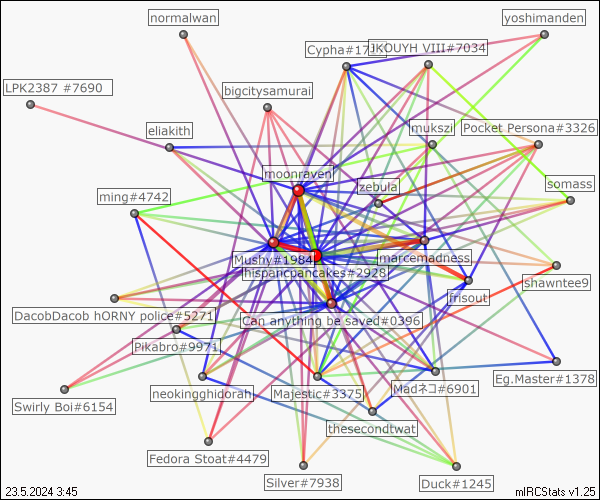 normalwan
yoshimanden
JKOUYH VIII#7034
LPK2387 #7690
bigcitysamurai
eliakith
mukszi
Pocket Persona#3326
moonraven
zebula
somass
ming#4742
Mushy#1984
marcemadness
hispancpancakes#2928
shawntee9
frisout
DacobDacob hORNY police#5271
Can anything be saved#0396
Pikabro#9971
neokingghidorah
Majestic#3375
Madネコ#6901
Eg.Master#1378
Swirly Boi#6154
thesecondtwat
Fedora Stoat#4479
Silver#7938
Duck#1245
23.5.2024 3:45
mIRCStats v1.25